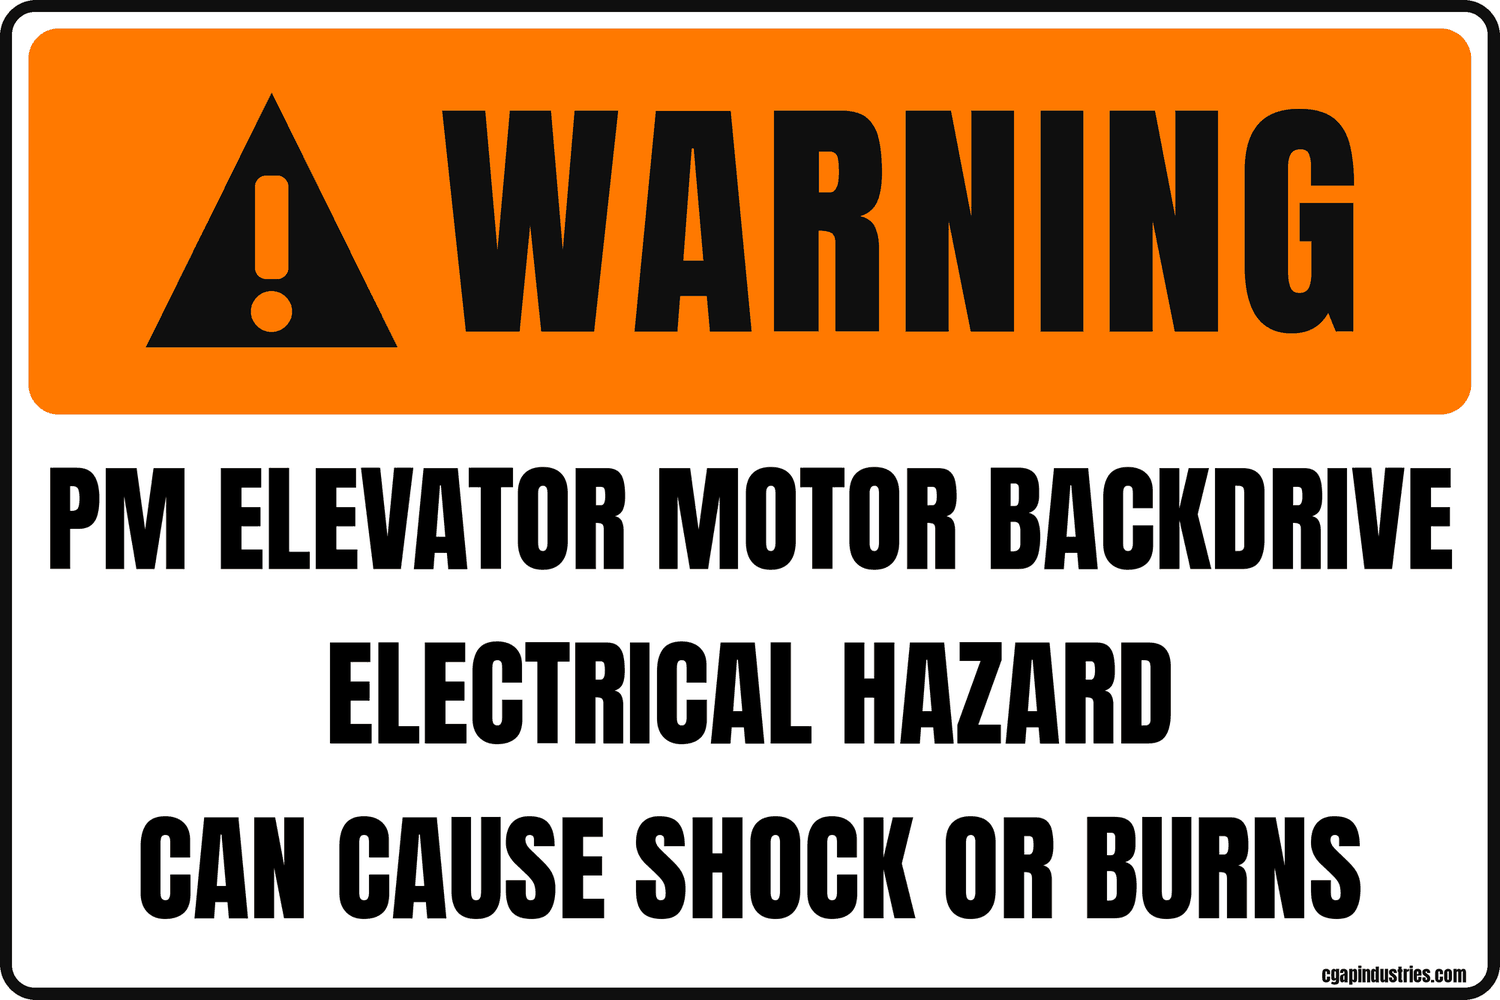 WARNING
PM ELEVATOR MOTOR BACKDRIVE
ELECTRICAL HAZARD
CAN CAUSE SHOCK OR BURNS
cgapindustries.com